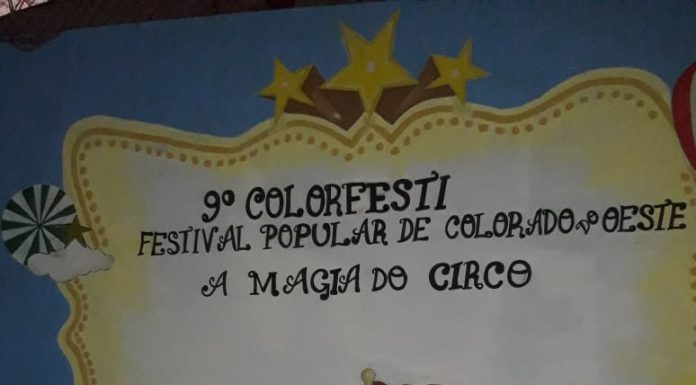 9º COLORFESTI
FESTIVAL POPULAR DE COLORADO DO OESTE
A MAGIA DO CIRCO